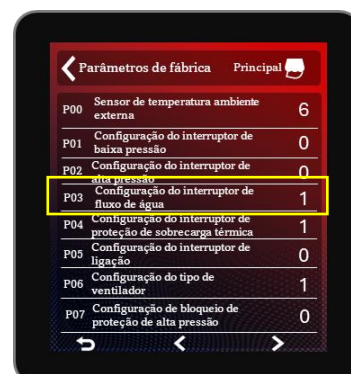 Parâmetros de fábrica Principal
P00 Sensor de temperatura ambiente externa 6
P01 Configuração do interruptor de baixa pressão 0
P02 Configuração do interruptor de alta pressão 0
P03 Configuração do interruptor de fluxo de água 1
P04 Configuração do interruptor de proteção de sobrecarga térmica 1
P05 Configuração do interruptor de ligação 0
P06 Configuração do tipo de ventilador 1
P07 Configuração de bloqueio de proteção de alta pressão 0